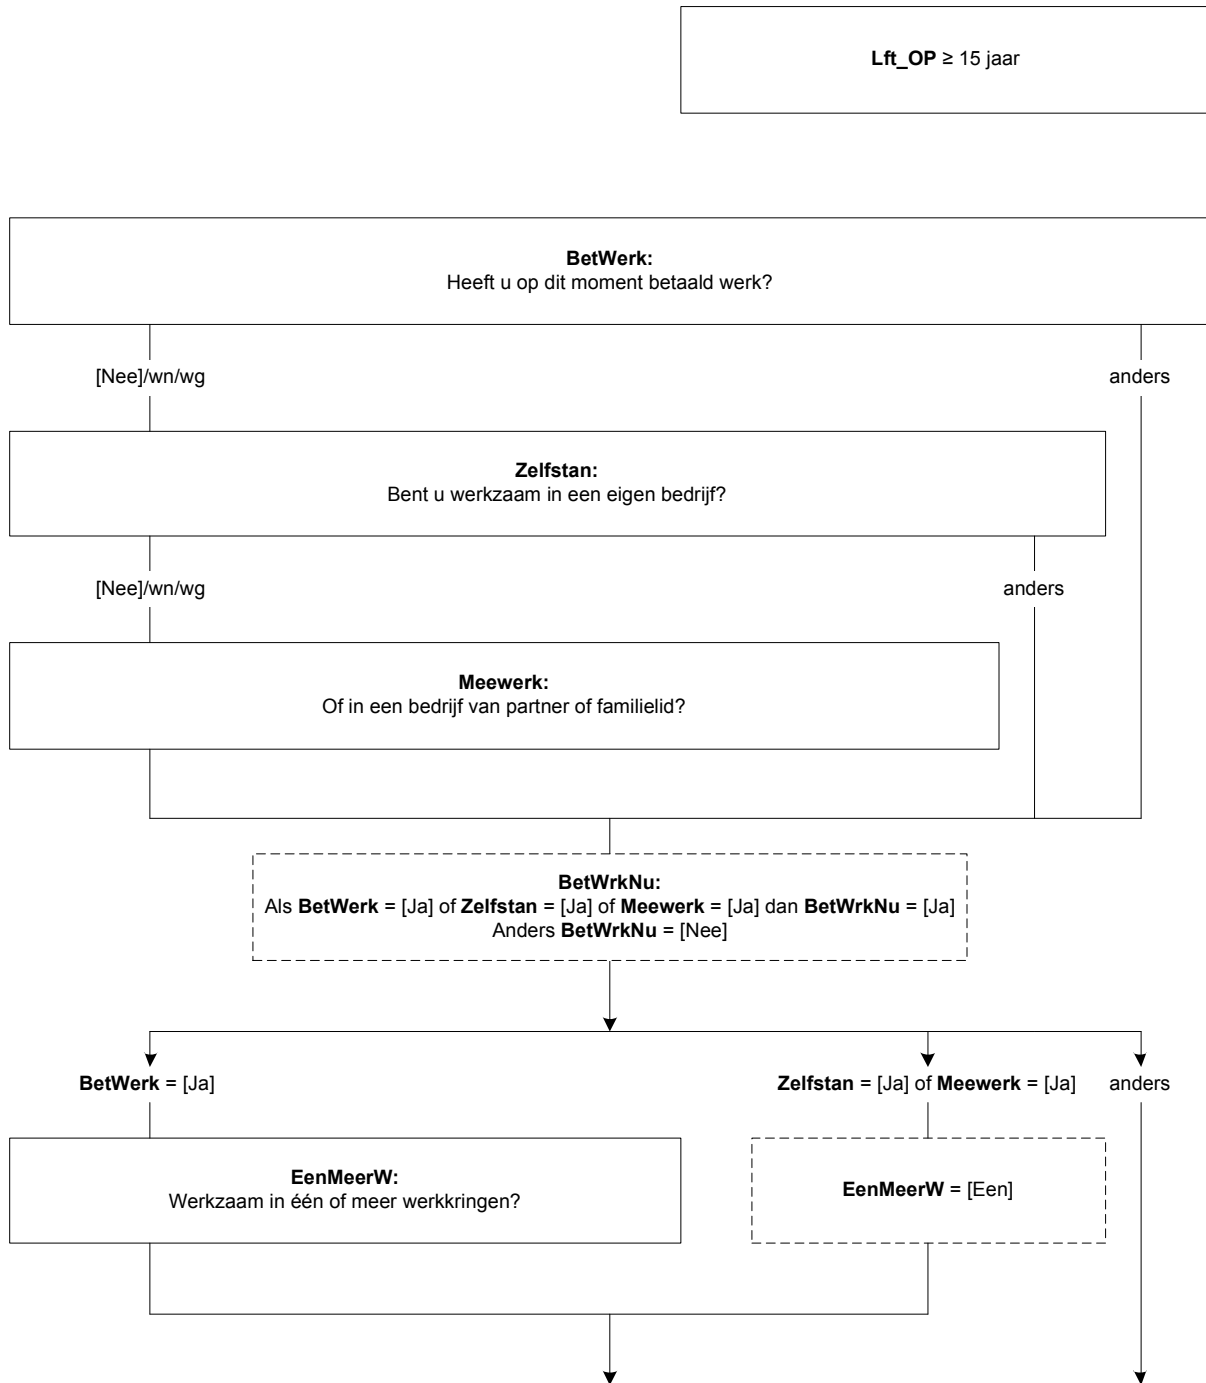 Lft_OP ≥ 15 jaar
BetWerk:
Heeft u op dit moment betaald werk?
[Nee]/wn/wg
anders
Zelfstan:
Bent u werkzaam in een eigen bedrijf?
[Nee]/wn/wg
anders
Meewerk:
Of in een bedrijf van partner of familielid?
BetWrkNu:
Als BetWerk = [Ja] of Zelfstan = [Ja] of Meewerk = [Ja] dan BetWrkNu = [Ja]
Anders BetWrkNu = [Nee]
BetWerk = [Ja]
Zelfstan = [Ja] of Meewerk = [Ja]
anders
EenMeerW:
Werkzaam in één of meer werkkringen?
EenMeerW = [Een]